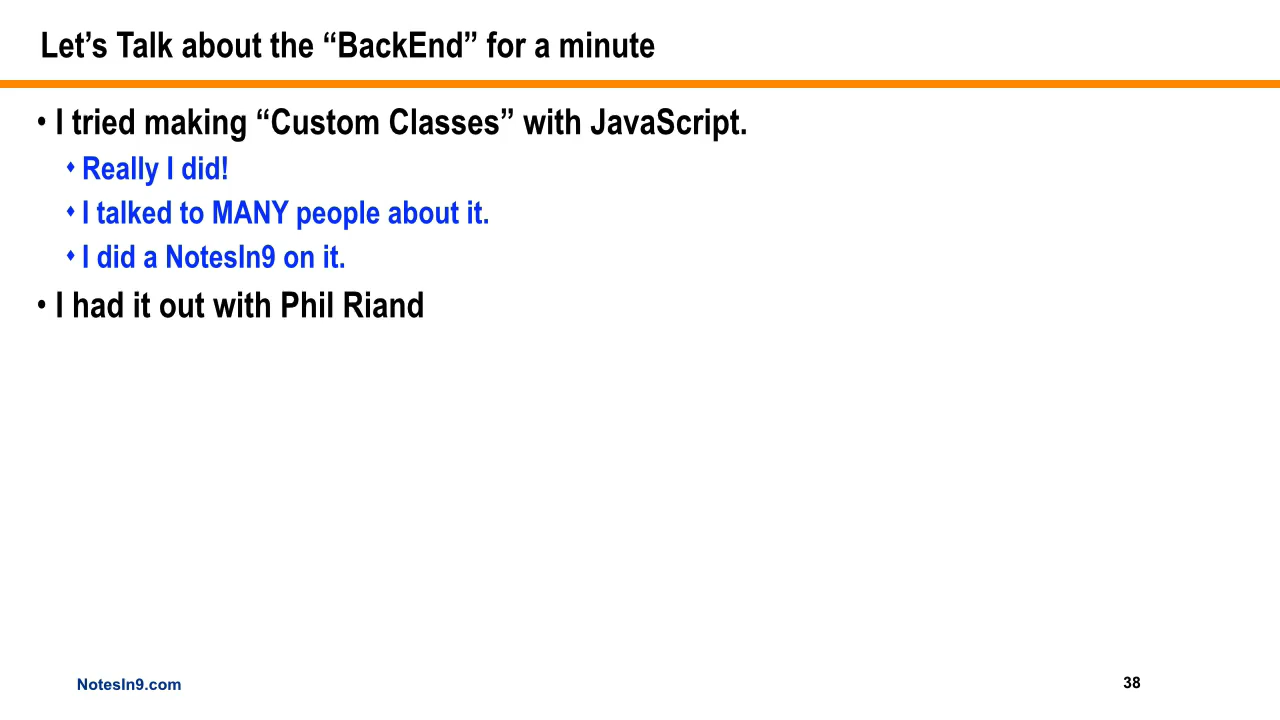 Let’s Talk about the “BackEnd” for a minute
• I tried making “Custom Classes” with JavaScript.
♦ Really I did!
♦ I talked to MANY people about it.
♦ I did a NotesIn9 on it.
• I had it out with Phil Riand
NotesIn9.com
38